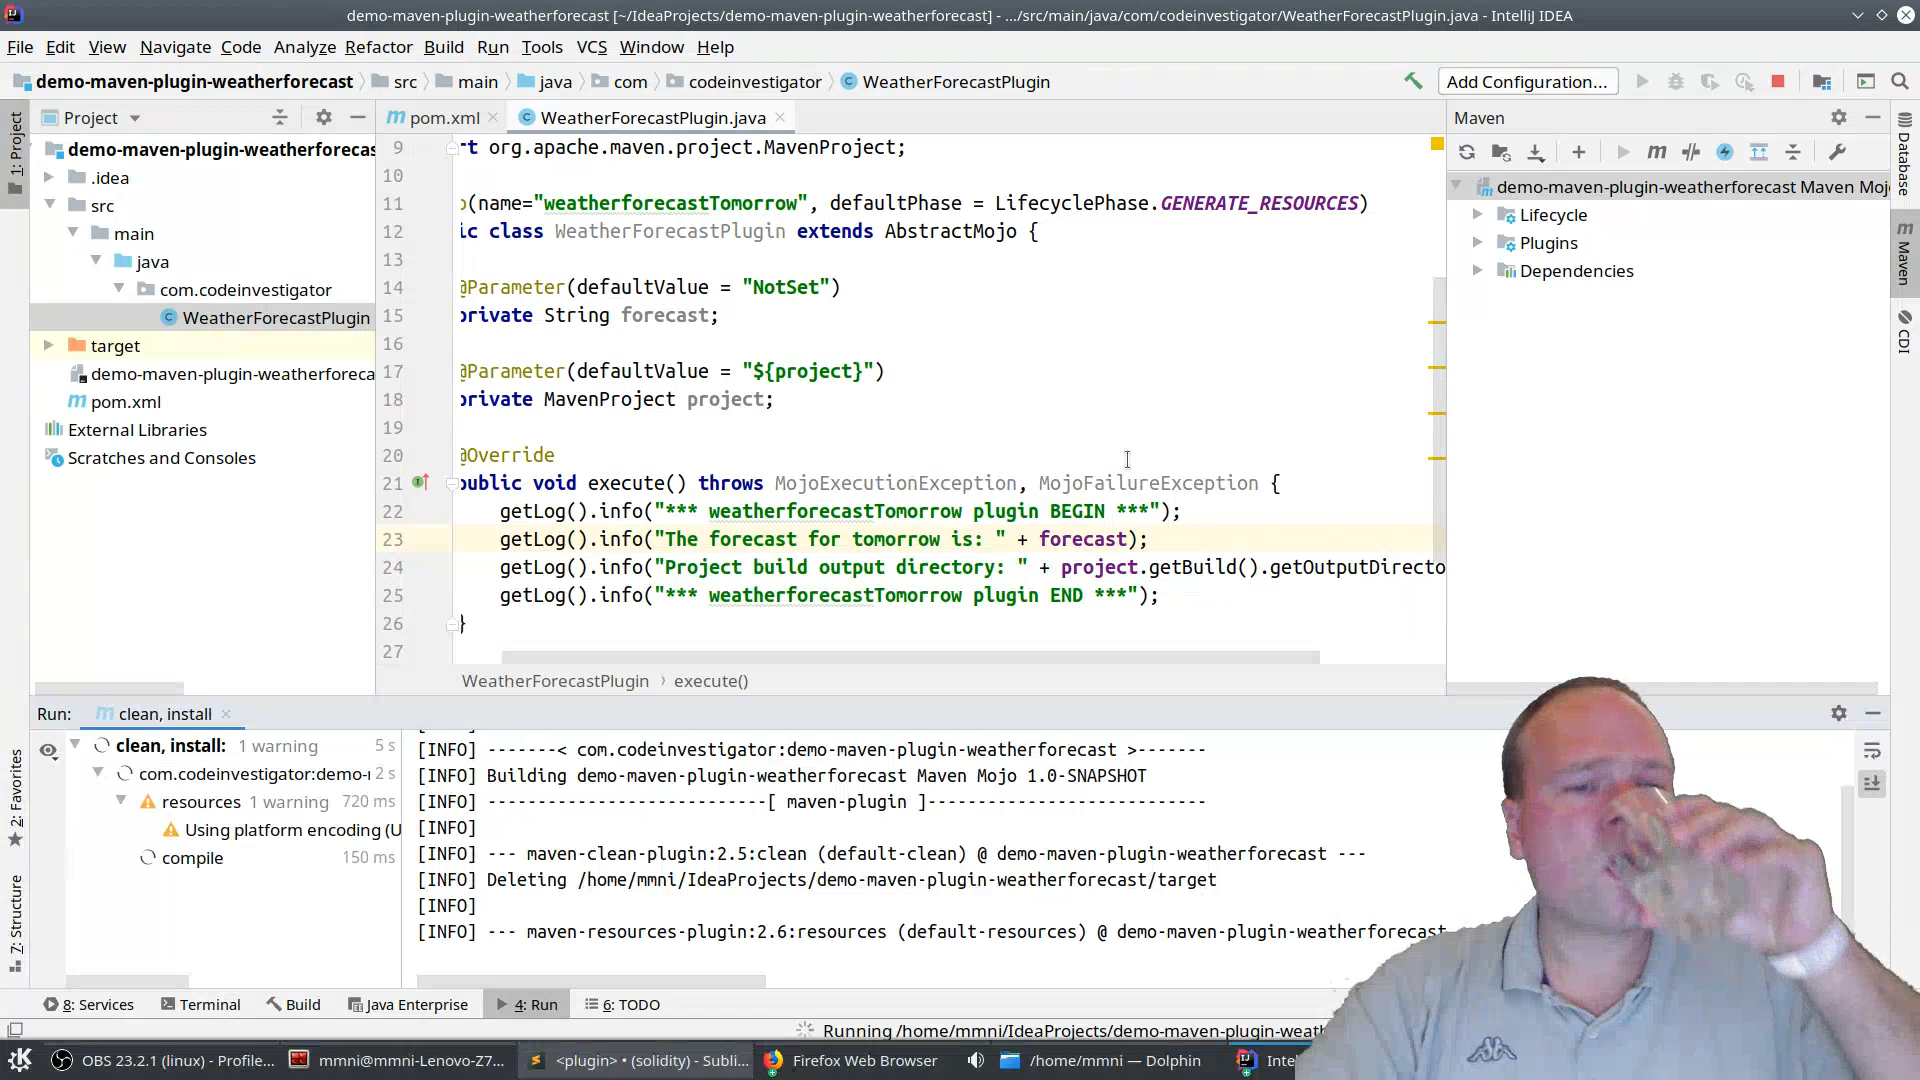 demo-maven-plugin-weatherforecast [~/IdeaProjects/demo-maven-plugin-weatherforecast] - .../src/main/java/com/codeinvestigator/WeatherForecastPlugin.java - IntelliJ IDEA
File Edit View Navigate Code Analyze Refactor Build Run Tools VCS Window Help
demo-maven-plugin-weatherforecast src main java com codeinvestigator WeatherForecastPlugin Add Configuration...
Project
pom.xml WeatherForecastPlugin.java
Maven
1: Project
demo-maven-plugin-weatherforecas
.idea
src
main
java
com.codeinvestigator
WeatherForecastPlugin
target
demo-maven-plugin-weatherforeca
pom.xml
External Libraries
Scratches and Consoles
9 rt org.apache.maven.project.MavenProject;
10
11 (name="weatherforecastTomorrow", defaultPhase = LifecyclePhase.GENERATE_RESOURCES)
12 ic class WeatherForecastPlugin extends AbstractMojo {
13
14 @Parameter(defaultValue = "NotSet")
15 private String forecast;
16
17 @Parameter(defaultValue = "${project}")
18 private MavenProject project;
19
20 @Override
21 public void execute() throws MojoExecutionException, MojoFailureException {
22 getLog().info("*** weatherforecastTomorrow plugin BEGIN ***");
23 getLog().info("The forecast for tomorrow is: " + forecast);
24 getLog().info("Project build output directory: " + project.getBuild().getOutputDirecto
25 getLog().info("*** weatherforecastTomorrow plugin END ***");
26 }
27
WeatherForecastPlugin › execute()
demo-maven-plugin-weatherforecast Maven Moj
Lifecycle
Plugins
Dependencies
Database
Maven
CDI
Run: clean, install
clean, install: 1 warning 5 s
com.codeinvestigator:demo- 2 s
resources 1 warning 720 ms
Using platform encoding (U
compile 150 ms
[INFO] -------< com.codeinvestigator:demo-maven-plugin-weatherforecast >-------
[INFO] Building demo-maven-plugin-weatherforecast Maven Mojo 1.0-SNAPSHOT
[INFO] ----------------------------[ maven-plugin ]----------------------------
[INFO]
[INFO] --- maven-clean-plugin:2.5:clean (default-clean) @ demo-maven-plugin-weatherforecast ---
[INFO] Deleting /home/mmni/IdeaProjects/demo-maven-plugin-weatherforecast/target
[INFO]
[INFO] --- maven-resources-plugin:2.6:resources (default-resources) @ demo-maven-plugin-weatherforecast
2: Favorites
7: Structure
8: Services Terminal Build Java Enterprise 4: Run 6: TODO
Running /home/mmni/IdeaProjects/demo-maven-plugin-weath
OBS 23.2.1 (linux) - Profile... mmni@mmni-Lenovo-Z7... <plugin> • (solidity) - Subli... Firefox Web Browser /home/mmni — Dolphin Inte